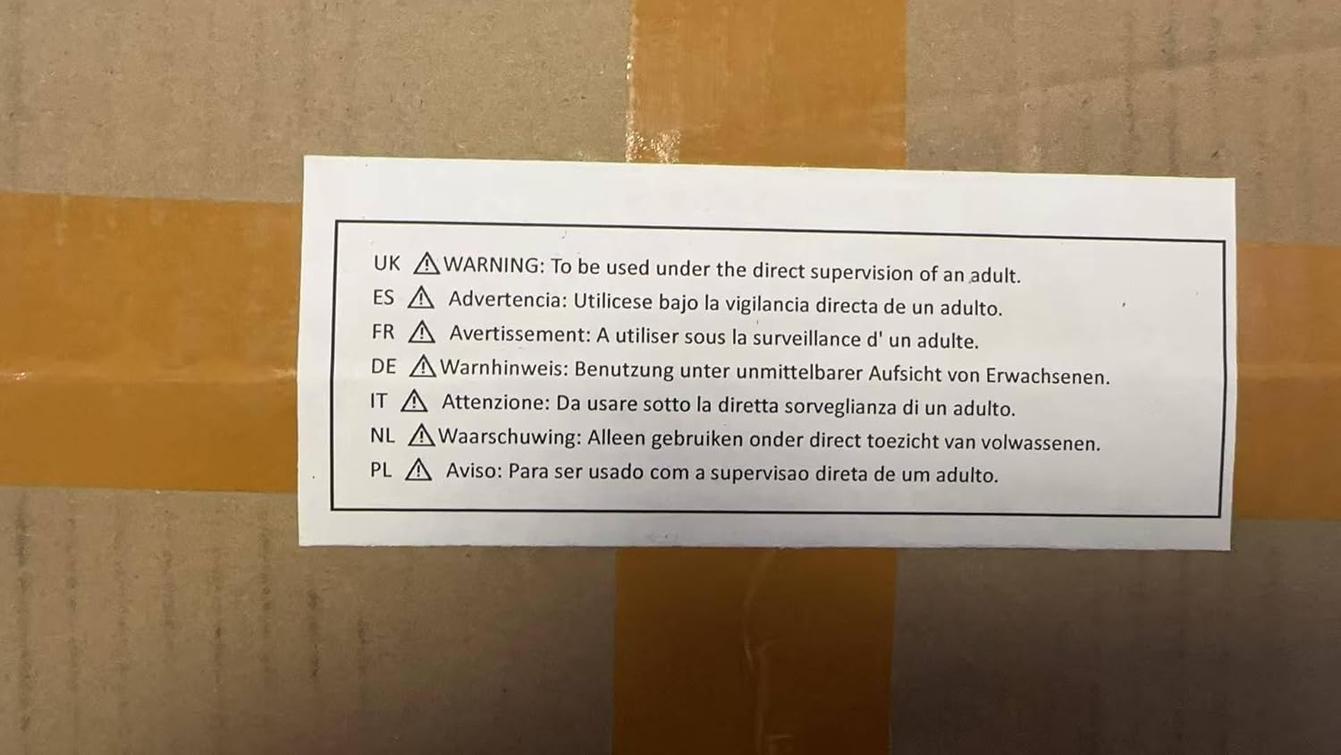 UK ⚠ WARNING: To be used under the direct supervision of an adult.
ES ⚠ Advertencia: Utilicese bajo la vigilancia directa de un adulto.
FR ⚠ Avertissement: A utiliser sous la surveillance d' un adulte.
DE ⚠ Warnhinweis: Benutzung unter unmittelbarer Aufsicht von Erwachsenen.
IT ⚠ Attenzione: Da usare sotto la diretta sorveglianza di un adulto.
NL ⚠ Waarschuwing: Alleen gebruiken onder direct toezicht van volwassenen.
PL ⚠ Aviso: Para ser usado com a supervisao direta de um adulto.